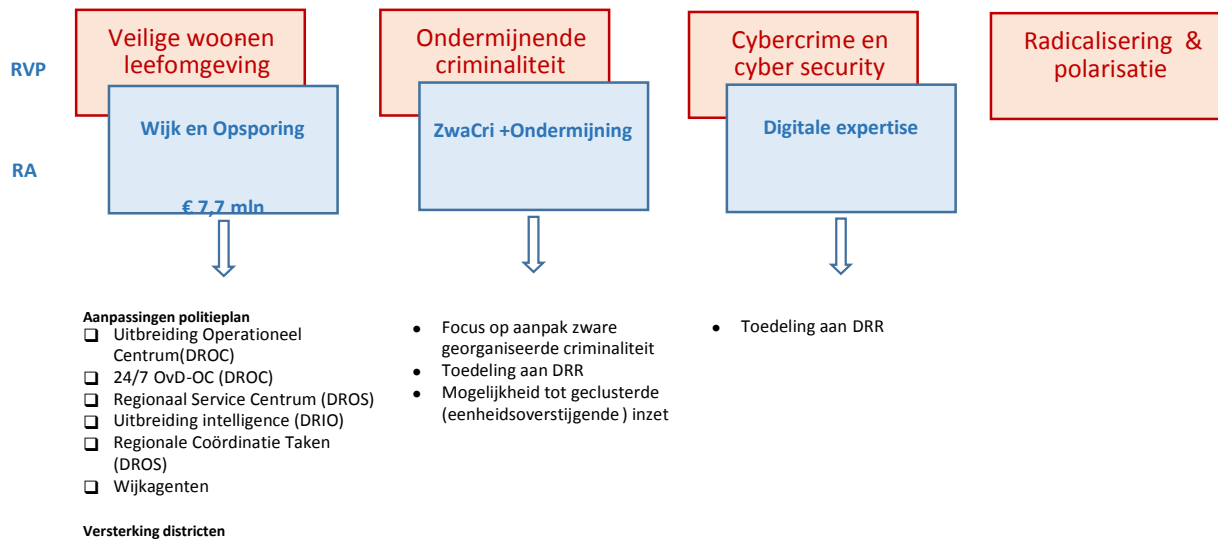 RVP
Veilige woonen
leefomgeving
Ondermijnende
criminaliteit
Cybercrime en
cyber security
Radicalisering &
polarisatie
RA
Wijk en Opsporing
€ 7,7 mln
ZwaCri +Ondermijning
Digitale expertise
Aanpassingen politieplan
❑ Uitbreiding Operationeel
Centrum(DROC)
❑ 24/7 OvD-OC (DROC)
❑ Regionaal Service Centrum (DROS)
❑ Uitbreiding intelligence (DRIO)
❑ Regionale Coördinatie Taken
(DROS)
❑ Wijkagenten
Versterking districten
● Focus op aanpak zware
georganiseerde criminaliteit
● Toedeling aan DRR
● Mogelijkheid tot geclusterde
(eenheidsoverstijgende ) inzet
● Toedeling aan DRR